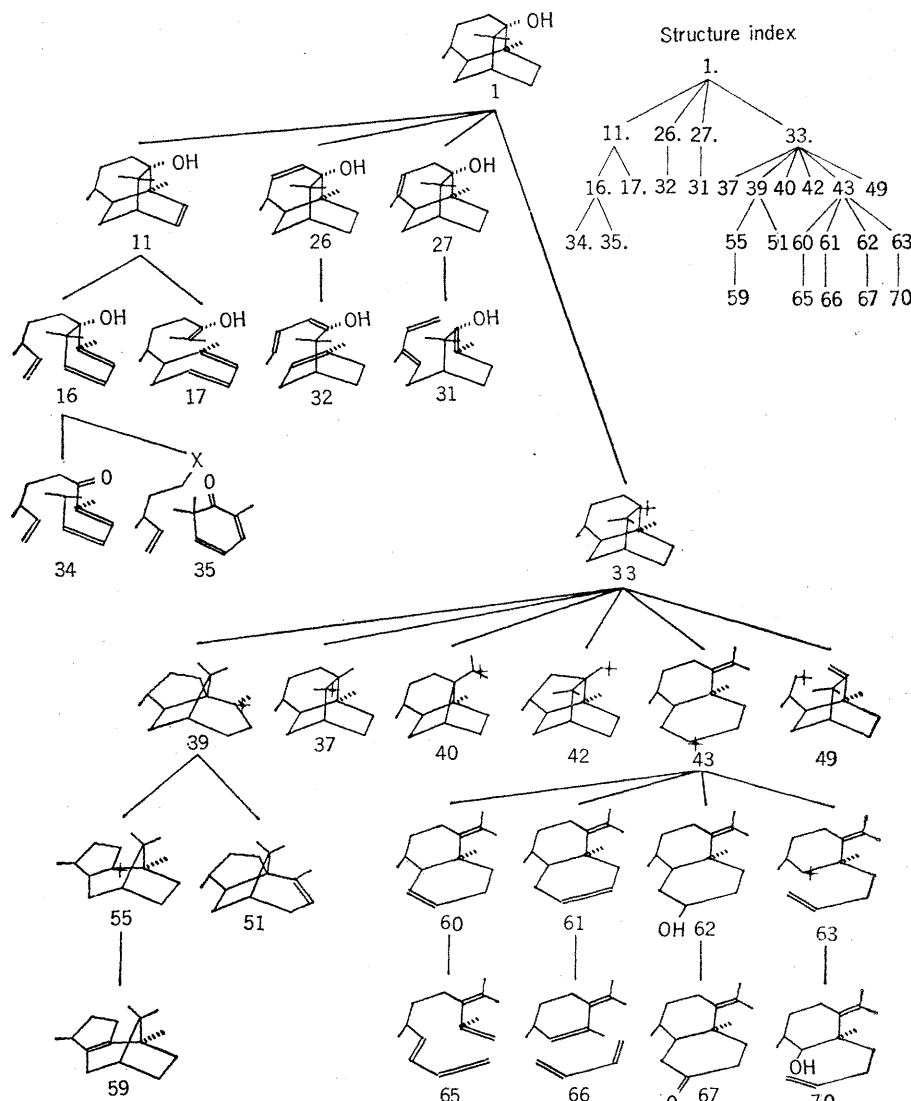 OH
1
Structure index
1.
11. 26. 27. 33.
16. 17. 32 31 37 39 40 42 43 49
34. 35. 55 51 60 61 62 63
59 65 66 67 70
OH OH OH
11 26 27
OH OH OH OH
16 17 32 31
X
O O
34 35
+
33
+ + + + + +
39 37 40 42 43 49
+ +
55 51 60 61 OH 62 63
OH
59 65 66 O 67 70